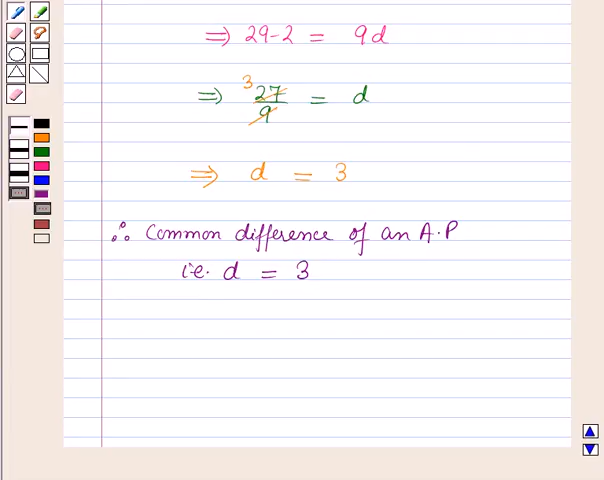 ⇒ 29-2 = 9d
⇒ 3 27/9 = d
⇒ d = 3
∴ Common difference of an A.P
i.e. d = 3